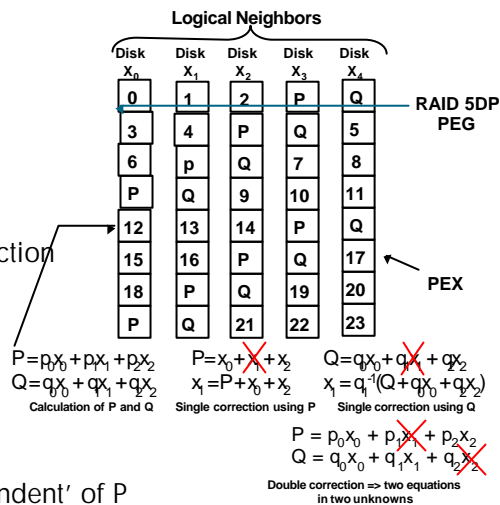 Logical Neighbors
Disk Disk Disk Disk Disk
X0 X1 X2 X3 X4
0 1 2 P Q
RAID 5DP
PEG
3 4 P Q 5
6 p Q 7 8
P Q 9 10 11
12 13 14 P Q
ction
15 16 P Q 17
18 P Q 19 20
PEX
P Q 21 22 23
P=p0x0+p1x1+p2x2 P=x0+x1+x2 Q=q0x0+q1x1+q2x2
Q=q0x0+q1x1+q2x2 x1=P+x0+x2 x1=q1-1(Q+q0x0+q2x2)
Calculation of P and Q Single correction using P Single correction using Q
P = p0x0 + p1x1 + p2x2
Q = q0x0 + q1x1 + q2x2
ndent' of P
Double correction => two equations
in two unknowns